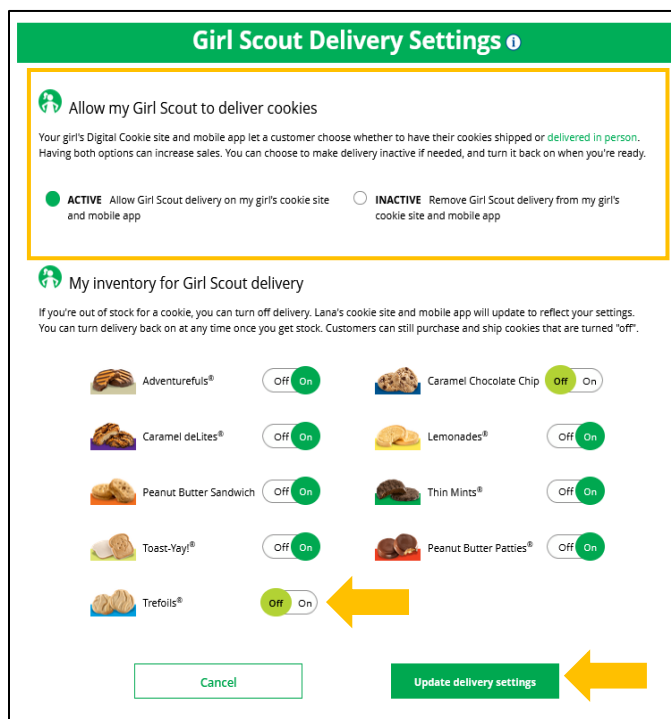 Girl Scout Delivery Settings i
Allow my Girl Scout to deliver cookies
Your girl's Digital Cookie site and mobile app let a customer choose whether to have their cookies shipped or delivered in person.
Having both options can increase sales. You can choose to make delivery inactive if needed, and turn it back on when you're ready.
ACTIVE Allow Girl Scout delivery on my girl's cookie site
and mobile app
INACTIVE Remove Girl Scout delivery from my girl's
cookie site and mobile app
My inventory for Girl Scout delivery
If you're out of stock for a cookie, you can turn off delivery. Lana's cookie site and mobile app will update to reflect your settings.
You can turn delivery back on at any time once you get stock. Customers can still purchase and ship cookies that are turned "off".
Adventurefuls® Off On
Caramel Chocolate Chip Off On
Caramel deLites® Off On
Lemonades® Off On
Peanut Butter Sandwich Off On
Thin Mints® Off On
Toast-Yay!® Off On
Peanut Butter Patties® Off On
Trefoils® Off On
Cancel
Update delivery settings